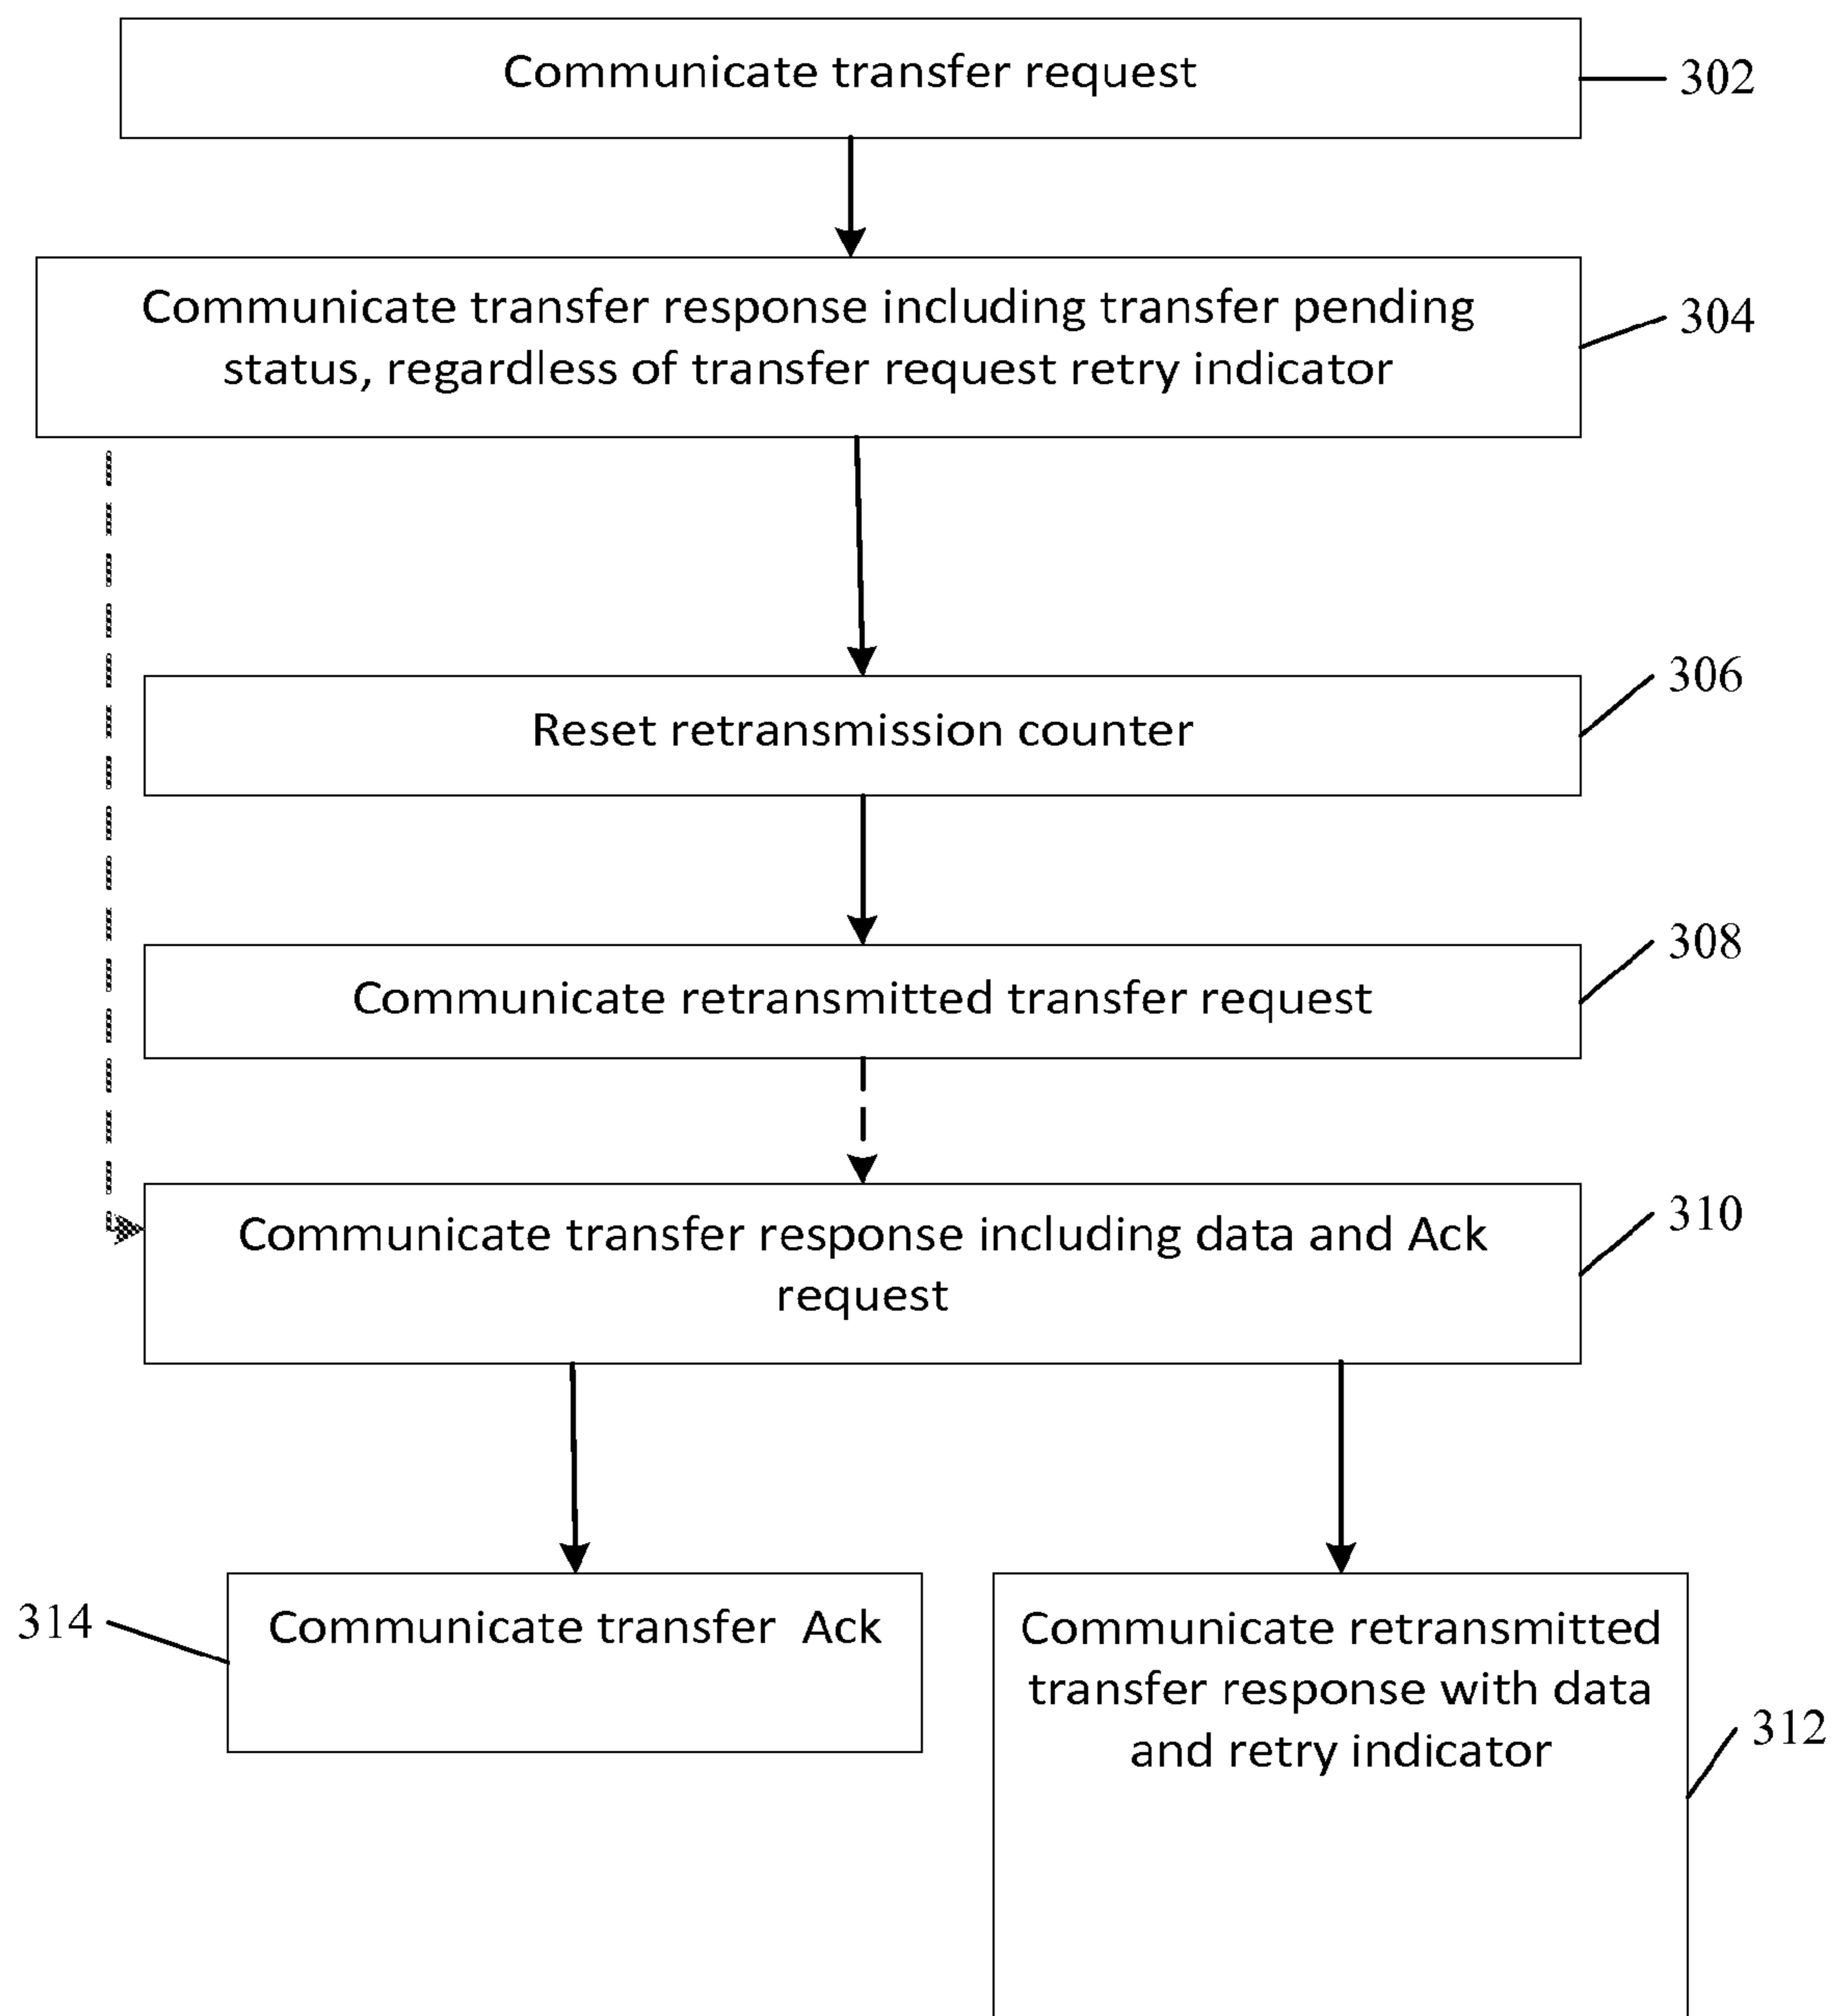 Communicate transfer request
302
Communicate transfer response including transfer pending
status, regardless of transfer request retry indicator
304
Reset retransmission counter
306
Communicate retransmitted transfer request
308
Communicate transfer response including data and Ack
request
310
314
Communicate transfer Ack
Communicate retransmitted
transfer response with data
and retry indicator
312